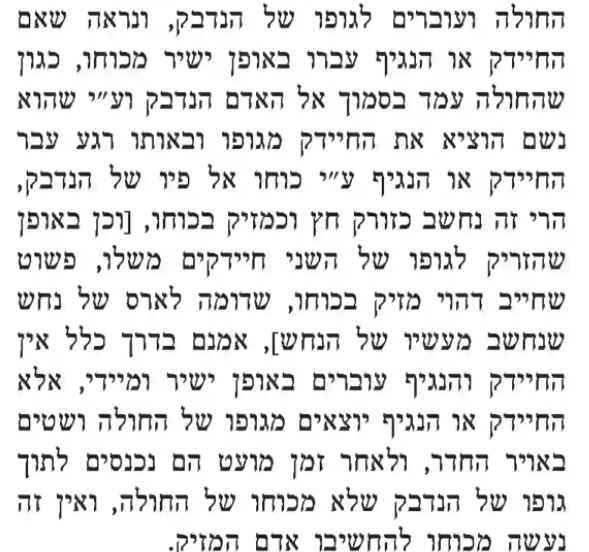 החולה ועוברים לגופו של הנדבק, ונראה שאם
החיידק או הנגיף עברו באופן ישיר מכוחו, כגון
שהחולה עמד בסמוך אל האדם הנדבק וע״י שהוא
נשם הוציא את החיידק מגופו ובאותו רגע עבר
החיידק או הנגיף ע״י כוחו אל פיו של הנדבק,
הרי זה נחשב כזורק חץ וכמזיק בכוחו, [וכן באופן
שהזריק לגופו של השני חיידקים משלו, פשוט
שחייב דהוי מזיק בכוחו, שדומה לארס של נחש
שנחשב מעשיו של הנחש], אמנם בדרך כלל אין
החיידק והנגיף עוברים באופן ישיר ומיידי, אלא
החיידק או הנגיף יוצאים מגופו של החולה ושטים
באויר החדר, ולאחר זמן מועט הם נכנסים לתוך
גופו של הנדבק שלא מכוחו של החולה, ואין זה
נעשה מכוחו להחשיבו אדם המזיק.